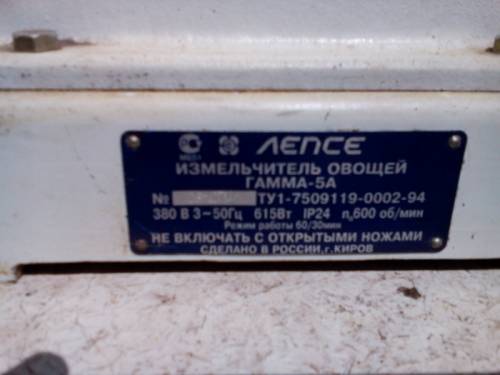 ЛЕПСЕ
ИЗМЕЛЬЧИТЕЛЬ ОВОЩЕЙ
ГАММА-5А
№ ТУ1-7509119-0002-94
380 В 3~50Гц 615Вт IP24 n,600 об/мин
Режим работы 60/30мин
НЕ ВКЛЮЧАТЬ С ОТКРЫТЫМИ НОЖАМИ
СДЕЛАНО В РОССИИ,г.КИРОВ